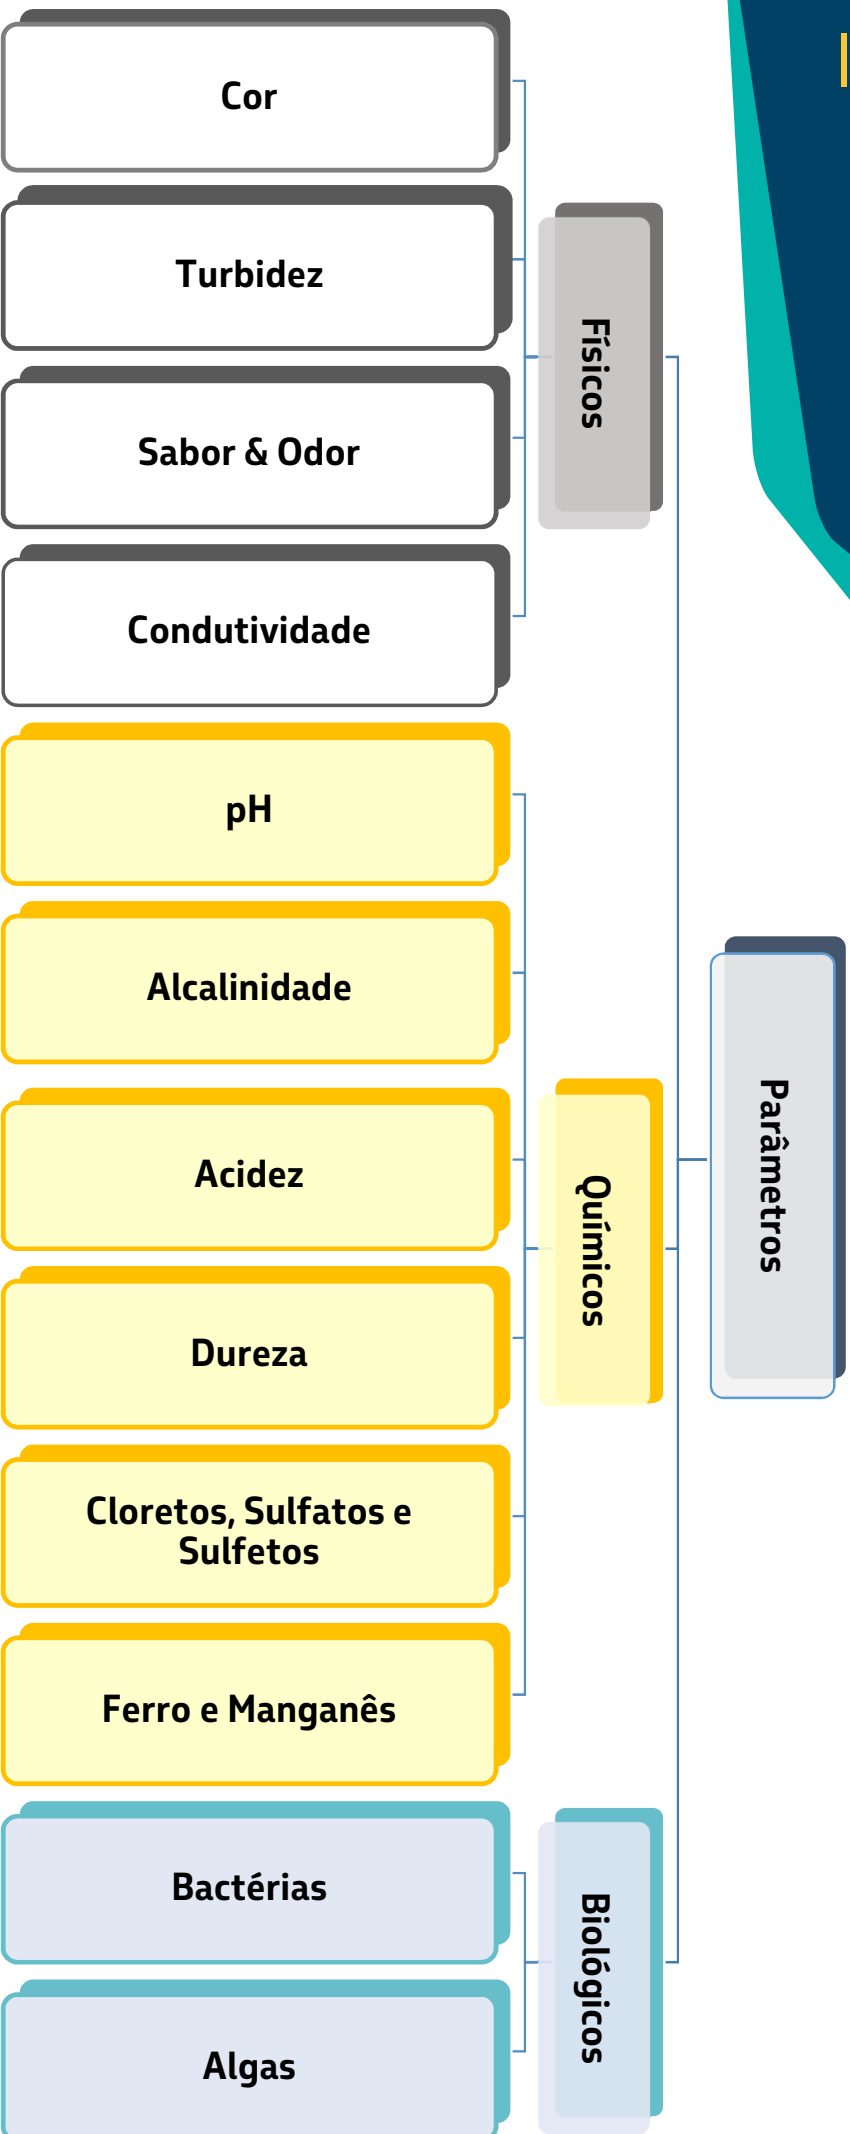 Parâmetros
Físicos
Cor
Turbidez
Sabor & Odor
Condutividade
Químicos
pH
Alcalinidade
Acidez
Dureza
Cloretos, Sulfatos e
Sulfetos
Ferro e Manganês
Biológicos
Bactérias
Algas